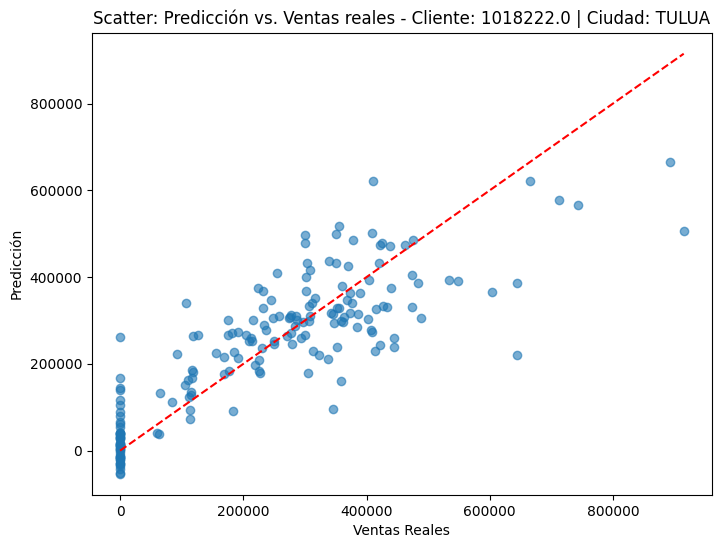 Scatter: Predicción vs. Ventas reales - Cliente: 1018222.0 | Ciudad: TULUA
800000
600000
400000
200000
0
Predicción
0 200000 400000 600000 800000
Ventas Reales